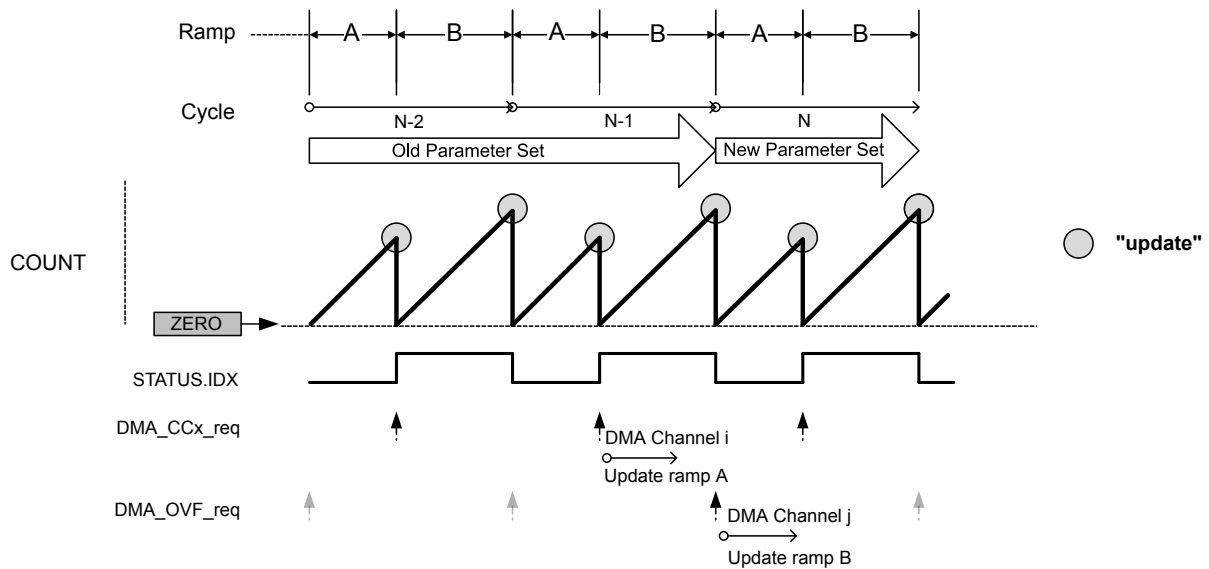 Ramp A B A B A B
Cycle
N-2 N-1 N
Old Parameter Set New Parameter Set
COUNT
"update"
ZERO
STATUS.IDX
DMA_CCx_req
DMA Channel i
Update ramp A
DMA_OVF_req
DMA Channel j
Update ramp B